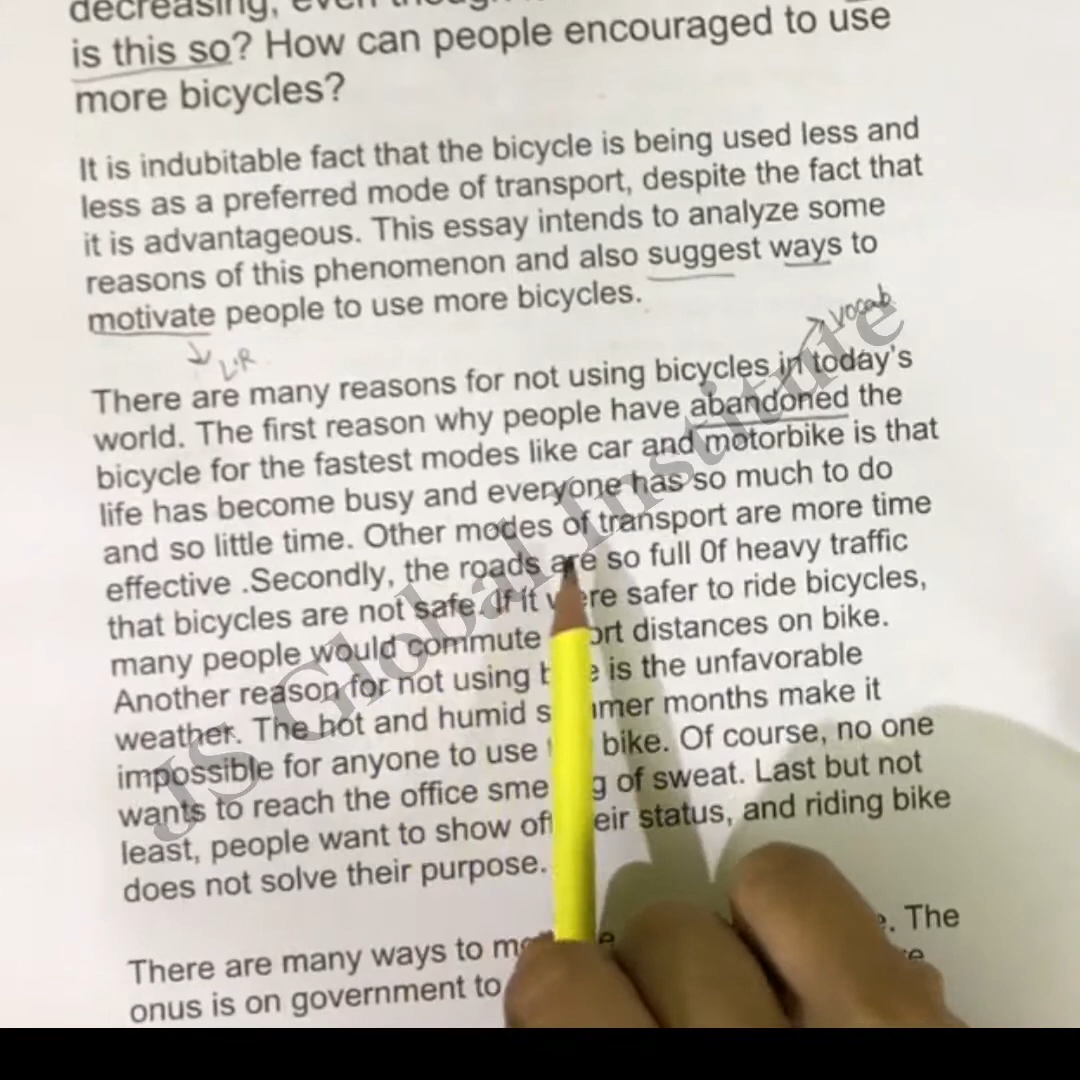 decreasing, even though
is this so? How can people encouraged to use
more bicycles?
It is indubitable fact that the bicycle is being used less and
less as a preferred mode of transport, despite the fact that
it is advantageous. This essay intends to analyze some
reasons of this phenomenon and also suggest ways to
motivate people to use more bicycles.
L.R
vocab
There are many reasons for not using bicycles in today's
world. The first reason why people have abandoned the
bicycle for the fastest modes like car and motorbike is that
life has become busy and everyone has so much to do
and so little time. Other modes of transport are more time
effective .Secondly, the roads are so full 0f heavy traffic
that bicycles are not safe. If it were safer to ride bicycles,
many people would commute short distances on bike.
Another reason for not using is the unfavorable
weather. The hot and humid summer months make it
impossible for anyone to use bike. Of course, no one
wants to reach the office smelling of sweat. Last but not
least, people want to show off their status, and riding bike
does not solve their purpose.
There are many ways to The
onus is on government to
JS Global Institute